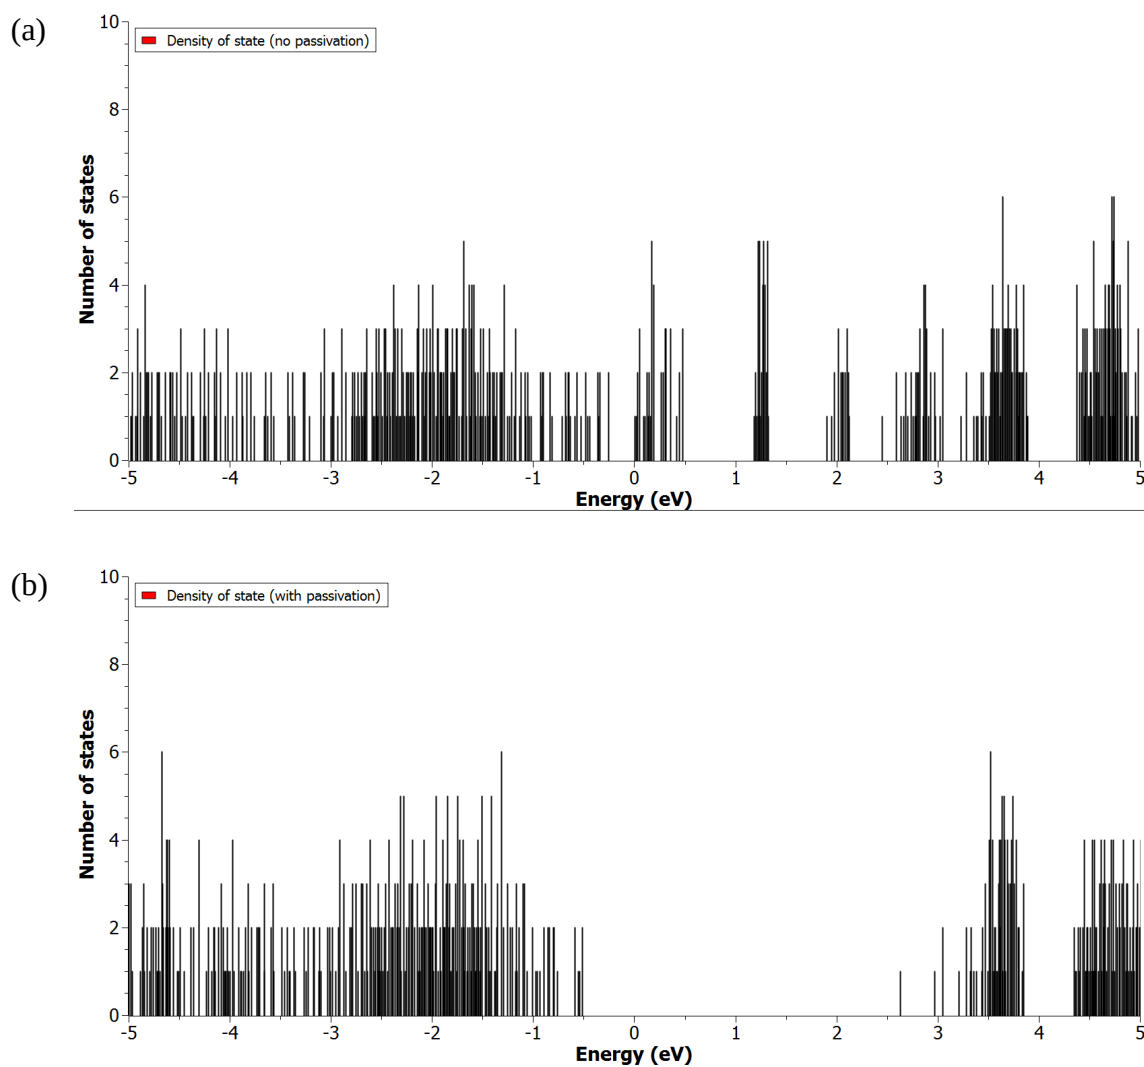 (a)
Density of state (no passivation)
Number of states
10
8
6
4
2
0
-5 -4 -3 -2 -1 0 1 2 3 4 5
Energy (eV)
(b)
Density of state (with passivation)
Number of states
10
8
6
4
2
0
-5 -4 -3 -2 -1 0 1 2 3 4 5
Energy (eV)